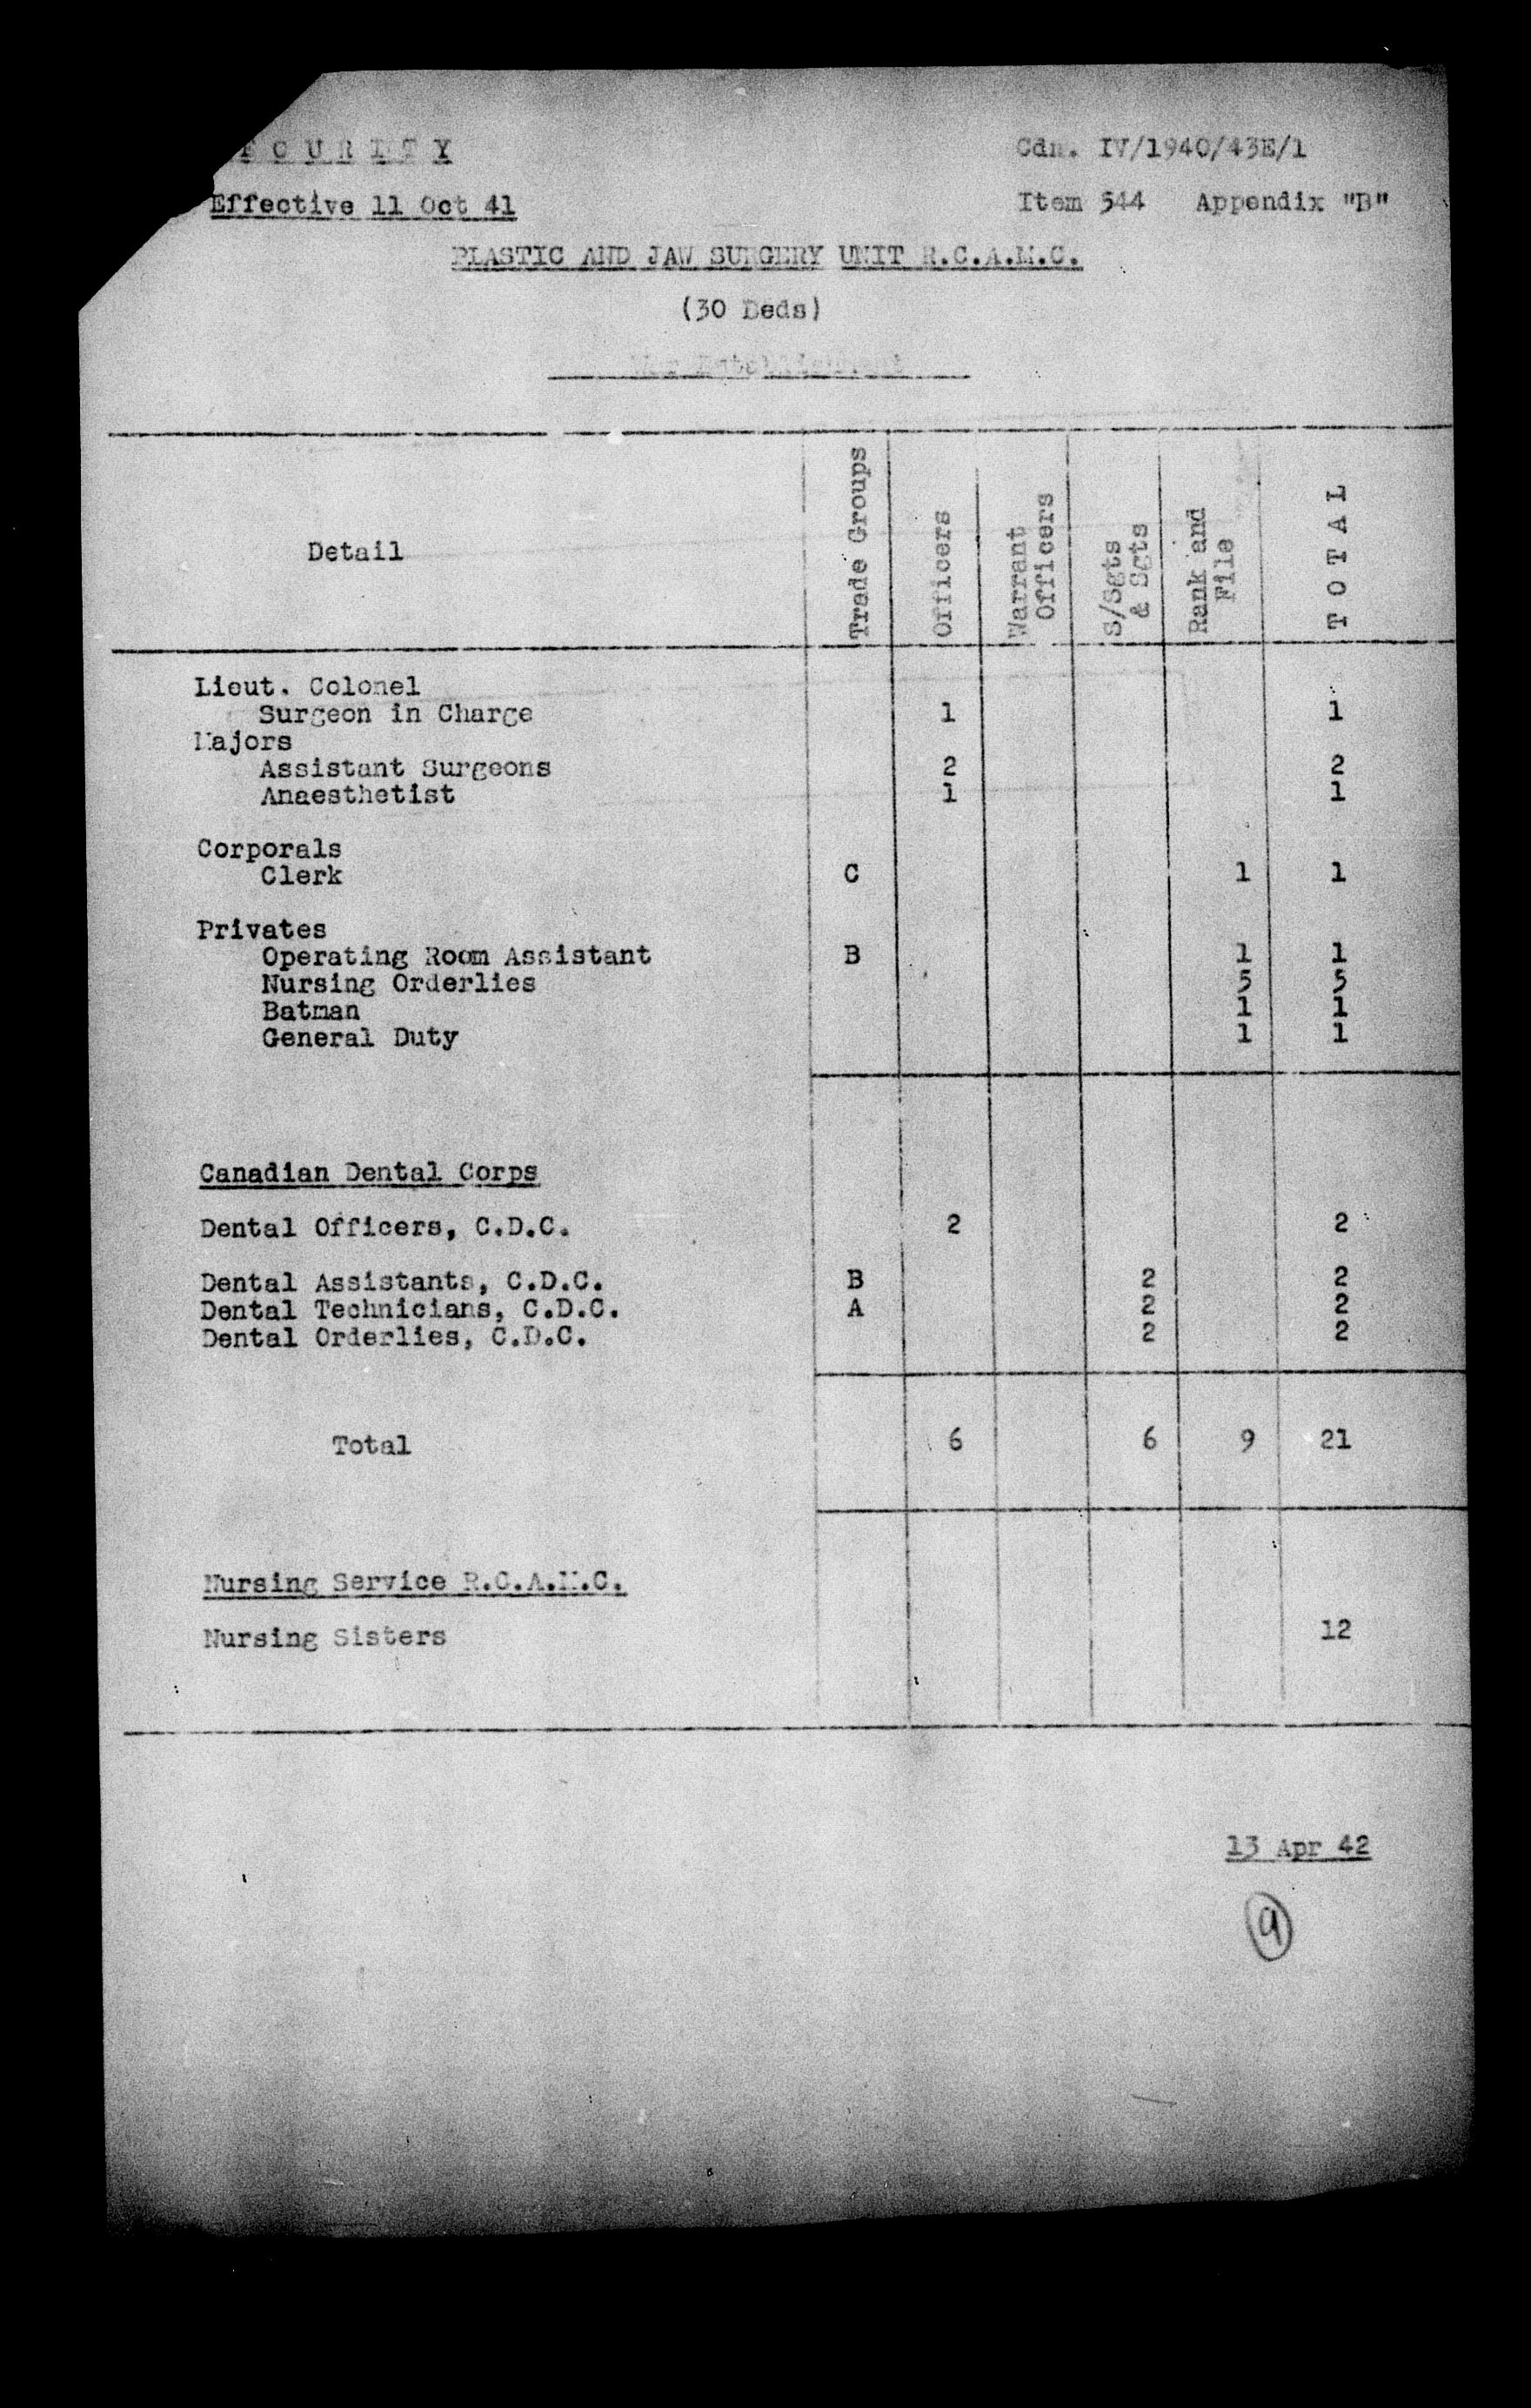 ECURITY
Cdn. IV/1940/43E/1
Effective 11 Oct 41
Item 544 Appendix "B"
PLASTIC AND JAW SURGERY UNIT R.C.A.M.C.
(30 Beds)
War Establishment
Detail
Trade Groups
Officers
Warrant
Officers
S/Sgts
& Sgts
Rank and
File
TOTAL
Lieut. Colonel
Surgeon in Charge 1 1
Majors
Assistant Surgeons 2 2
Anaesthetist 1 1
Corporals
Clerk C 1 1
Privates
Operating Room Assistant B 1 1
Nursing Orderlies 5 5
Batman 1 1
General Duty 1 1
Canadian Dental Corps
Dental Officers, C.D.C. 2 2
Dental Assistants, C.D.C. B 2 2
Dental Technicians, C.D.C. A 2 2
Dental Orderlies, C.D.C. 2 2
Total 6 6 9 21
Nursing Service R.C.A.M.C.
Nursing Sisters 12
13 Apr 42